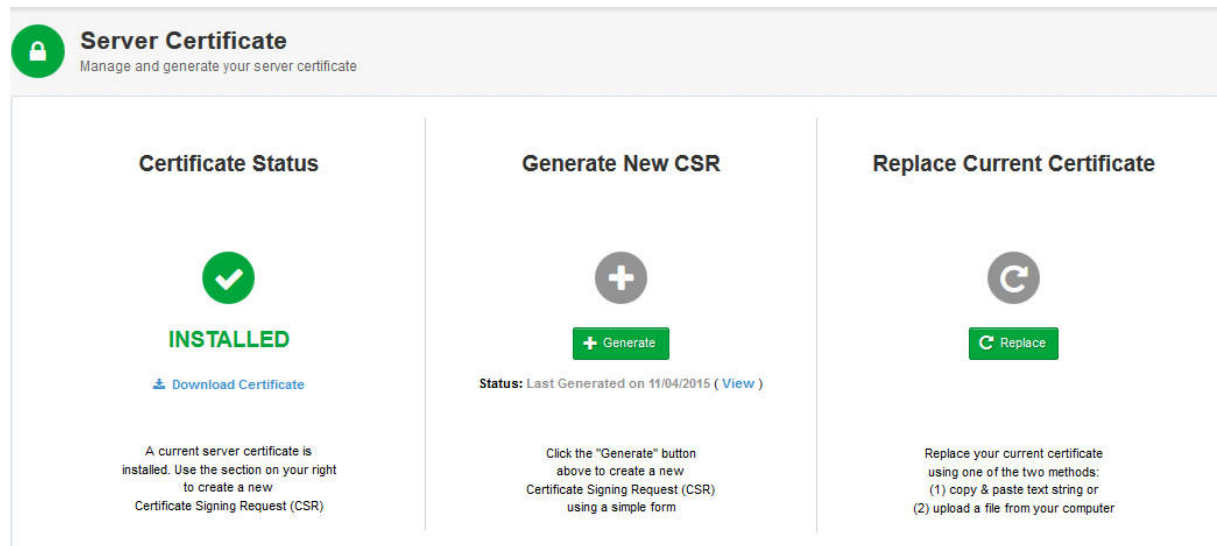 Server Certificate
Manage and generate your server certificate
Certificate Status
INSTALLED
Download Certificate
A current server certificate is
installed. Use the section on your right
to create a new
Certificate Signing Request (CSR)
Generate New CSR
Generate
Status: Last Generated on 11/04/2015 ( View )
Click the "Generate" button
above to create a new
Certificate Signing Request (CSR)
using a simple form
Replace Current Certificate
Replace
Replace your current certificate
using one of the two methods:
(1) copy & paste text string or
(2) upload a file from your computer